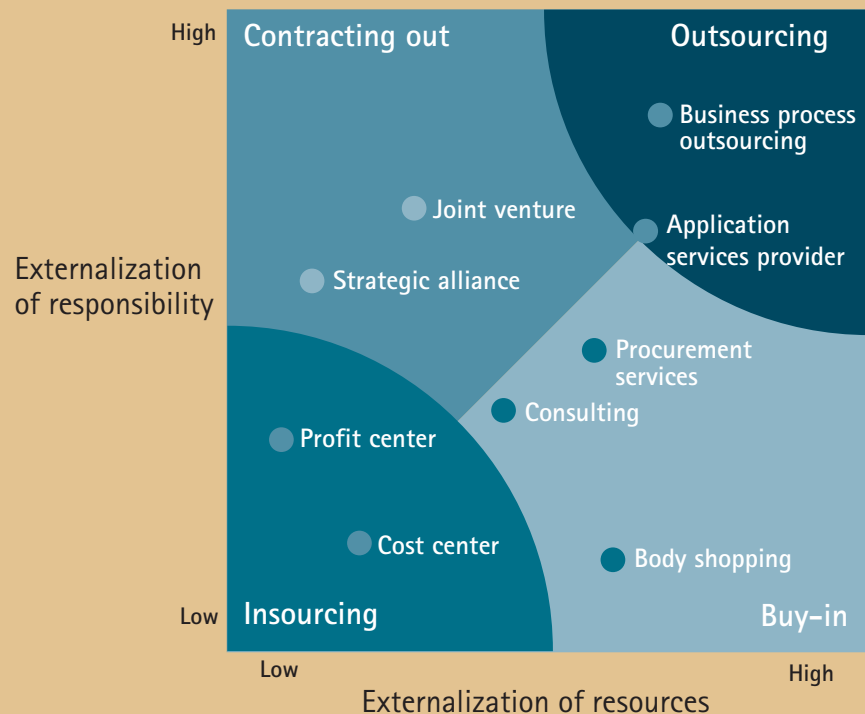 High
Contracting out
Outsourcing
Business process
outsourcing
Joint venture
Application
services provider
Externalization
of responsibility
Strategic alliance
Procurement
services
Consulting
Profit center
Cost center
Body shopping
Low
Insourcing
Buy-in
Low
High
Externalization of resources